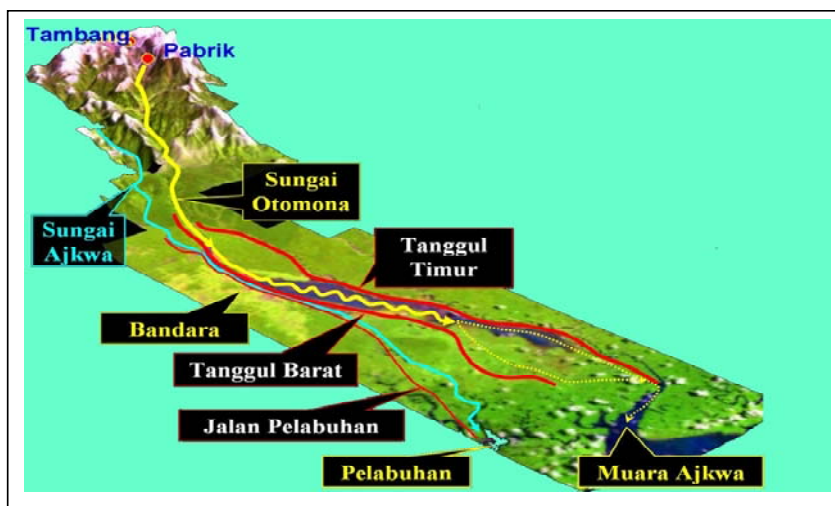 Tambang
Pabrik
Sungai
Otomona
Sungai
Ajkwa
Tanggul
Timur
Bandara
Tanggul Barat
Jalan Pelabuhan
Pelabuhan
Muara Ajkwa